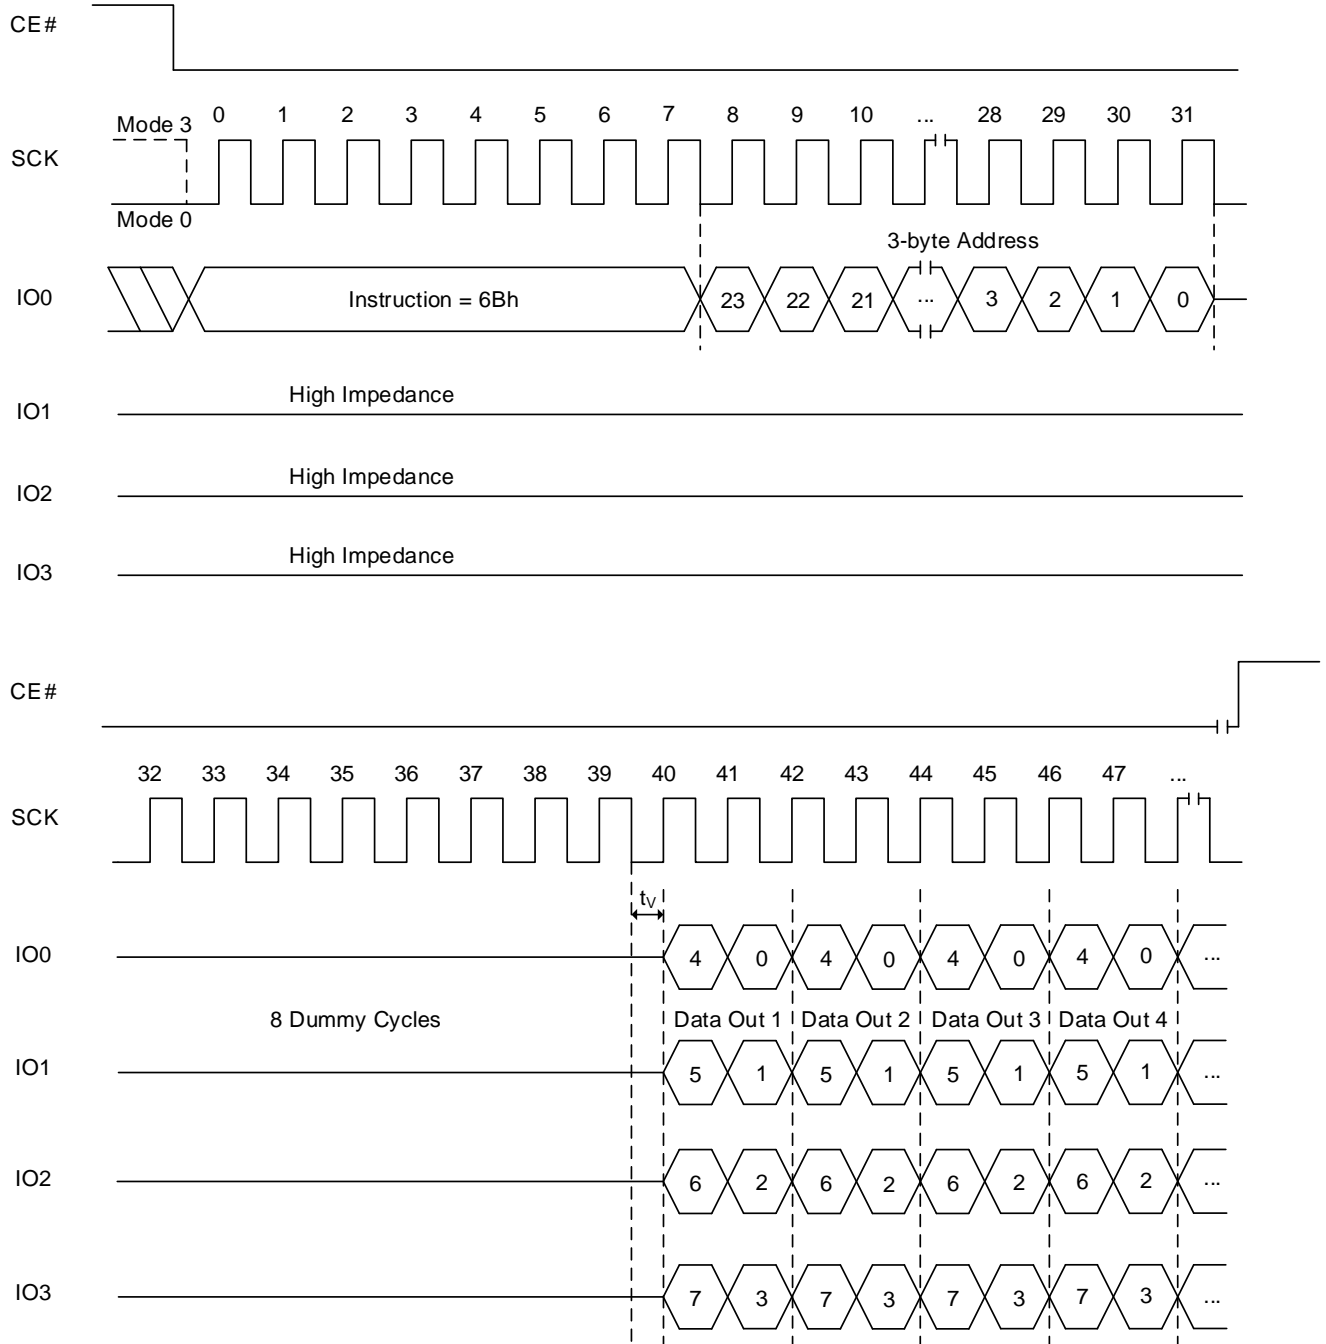 CE#
0 1 2 3 4 5 6 7 8 9 10 ... 28 29 30 31
Mode 3
SCK
Mode 0
3-byte Address
IO0 Instruction = 6Bh 23 22 21 ... 3 2 1 0
High Impedance
IO1
High Impedance
IO2
High Impedance
IO3
CE#
32 33 34 35 36 37 38 39 40 41 42 43 44 45 46 47 ...
SCK
tV
IO0 4 0 4 0 4 0 4 0 ...
8 Dummy Cycles Data Out 1 Data Out 2 Data Out 3 Data Out 4
IO1 5 1 5 1 5 1 5 1 ...
IO2 6 2 6 2 6 2 6 2 ...
IO3 7 3 7 3 7 3 7 3 ...